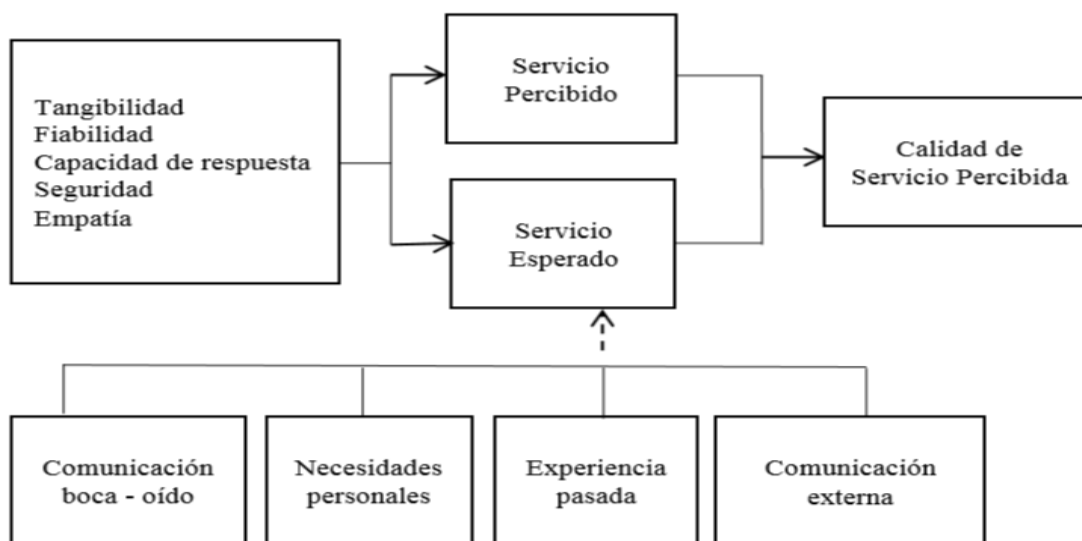 Tangibilidad
Fiabilidad
Capacidad de respuesta
Seguridad
Empatía
Servicio
Percibido
Servicio
Esperado
Calidad de
Servicio Percibida
Comunicación
boca - oído
Necesidades
personales
Experiencia
pasada
Comunicación
externa